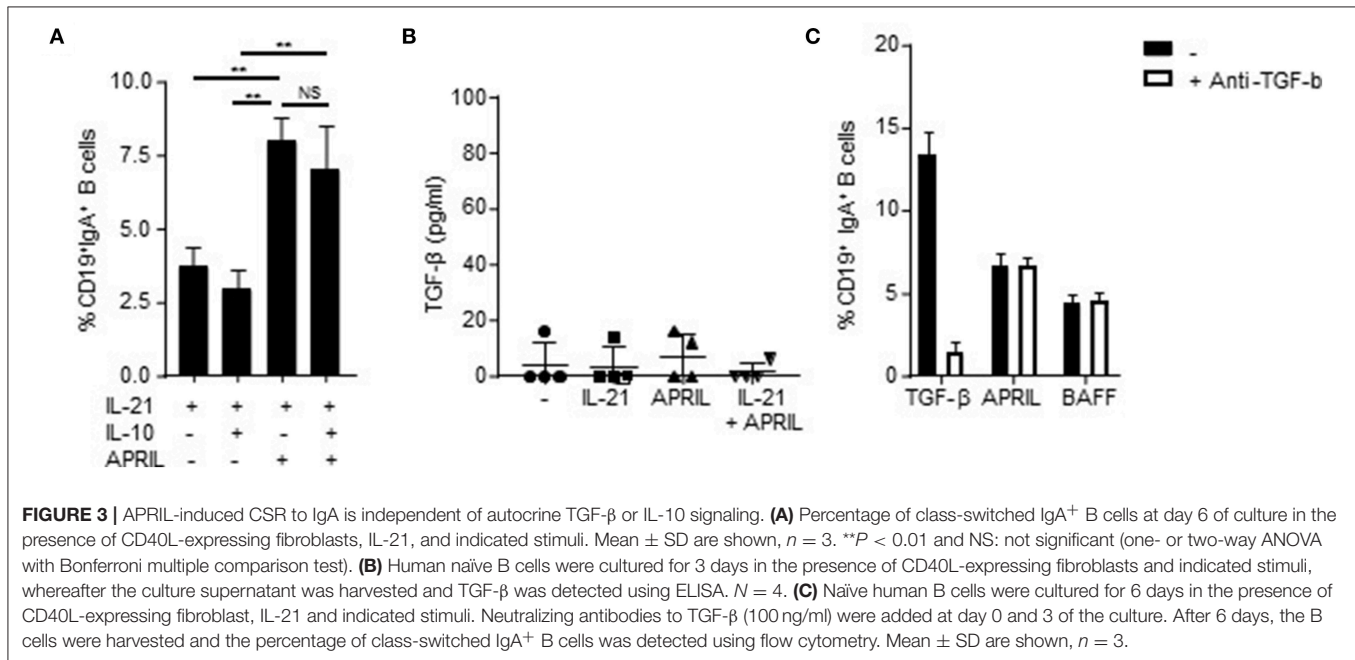 A
B
C
**
**
**
NS
10.0
7.5
5.0
2.5
0.0
% CD19⁺IgA⁺ B cells
IL-21 + + + +
IL-10 - + - +
APRIL - - + +
100
80
60
40
20
0
TGF-β (pg/ml)
- IL-21 APRIL IL-21
+ APRIL
20
15
10
5
0
% CD19⁺ IgA⁺ B cells
TGF-β APRIL BAFF
-
+ Anti-TGF-b
FIGURE 3 | APRIL-induced CSR to IgA is independent of autocrine TGF-β or IL-10 signaling. (A) Percentage of class-switched IgA⁺ B cells at day 6 of culture in the
presence of CD40L-expressing fibroblasts, IL-21, and indicated stimuli. Mean ± SD are shown, n = 3. **P < 0.01 and NS: not significant (one- or two-way ANOVA
with Bonferroni multiple comparison test). (B) Human naïve B cells were cultured for 3 days in the presence of CD40L-expressing fibroblasts and indicated stimuli,
whereafter the culture supernatant was harvested and TGF-β was detected using ELISA. N = 4. (C) Naïve human B cells were cultured for 6 days in the presence of
CD40L-expressing fibroblast, IL-21 and indicated stimuli. Neutralizing antibodies to TGF-β (100 ng/ml) were added at day 0 and 3 of the culture. After 6 days, the B
cells were harvested and the percentage of class-switched IgA⁺ B cells was detected using flow cytometry. Mean ± SD are shown, n = 3.